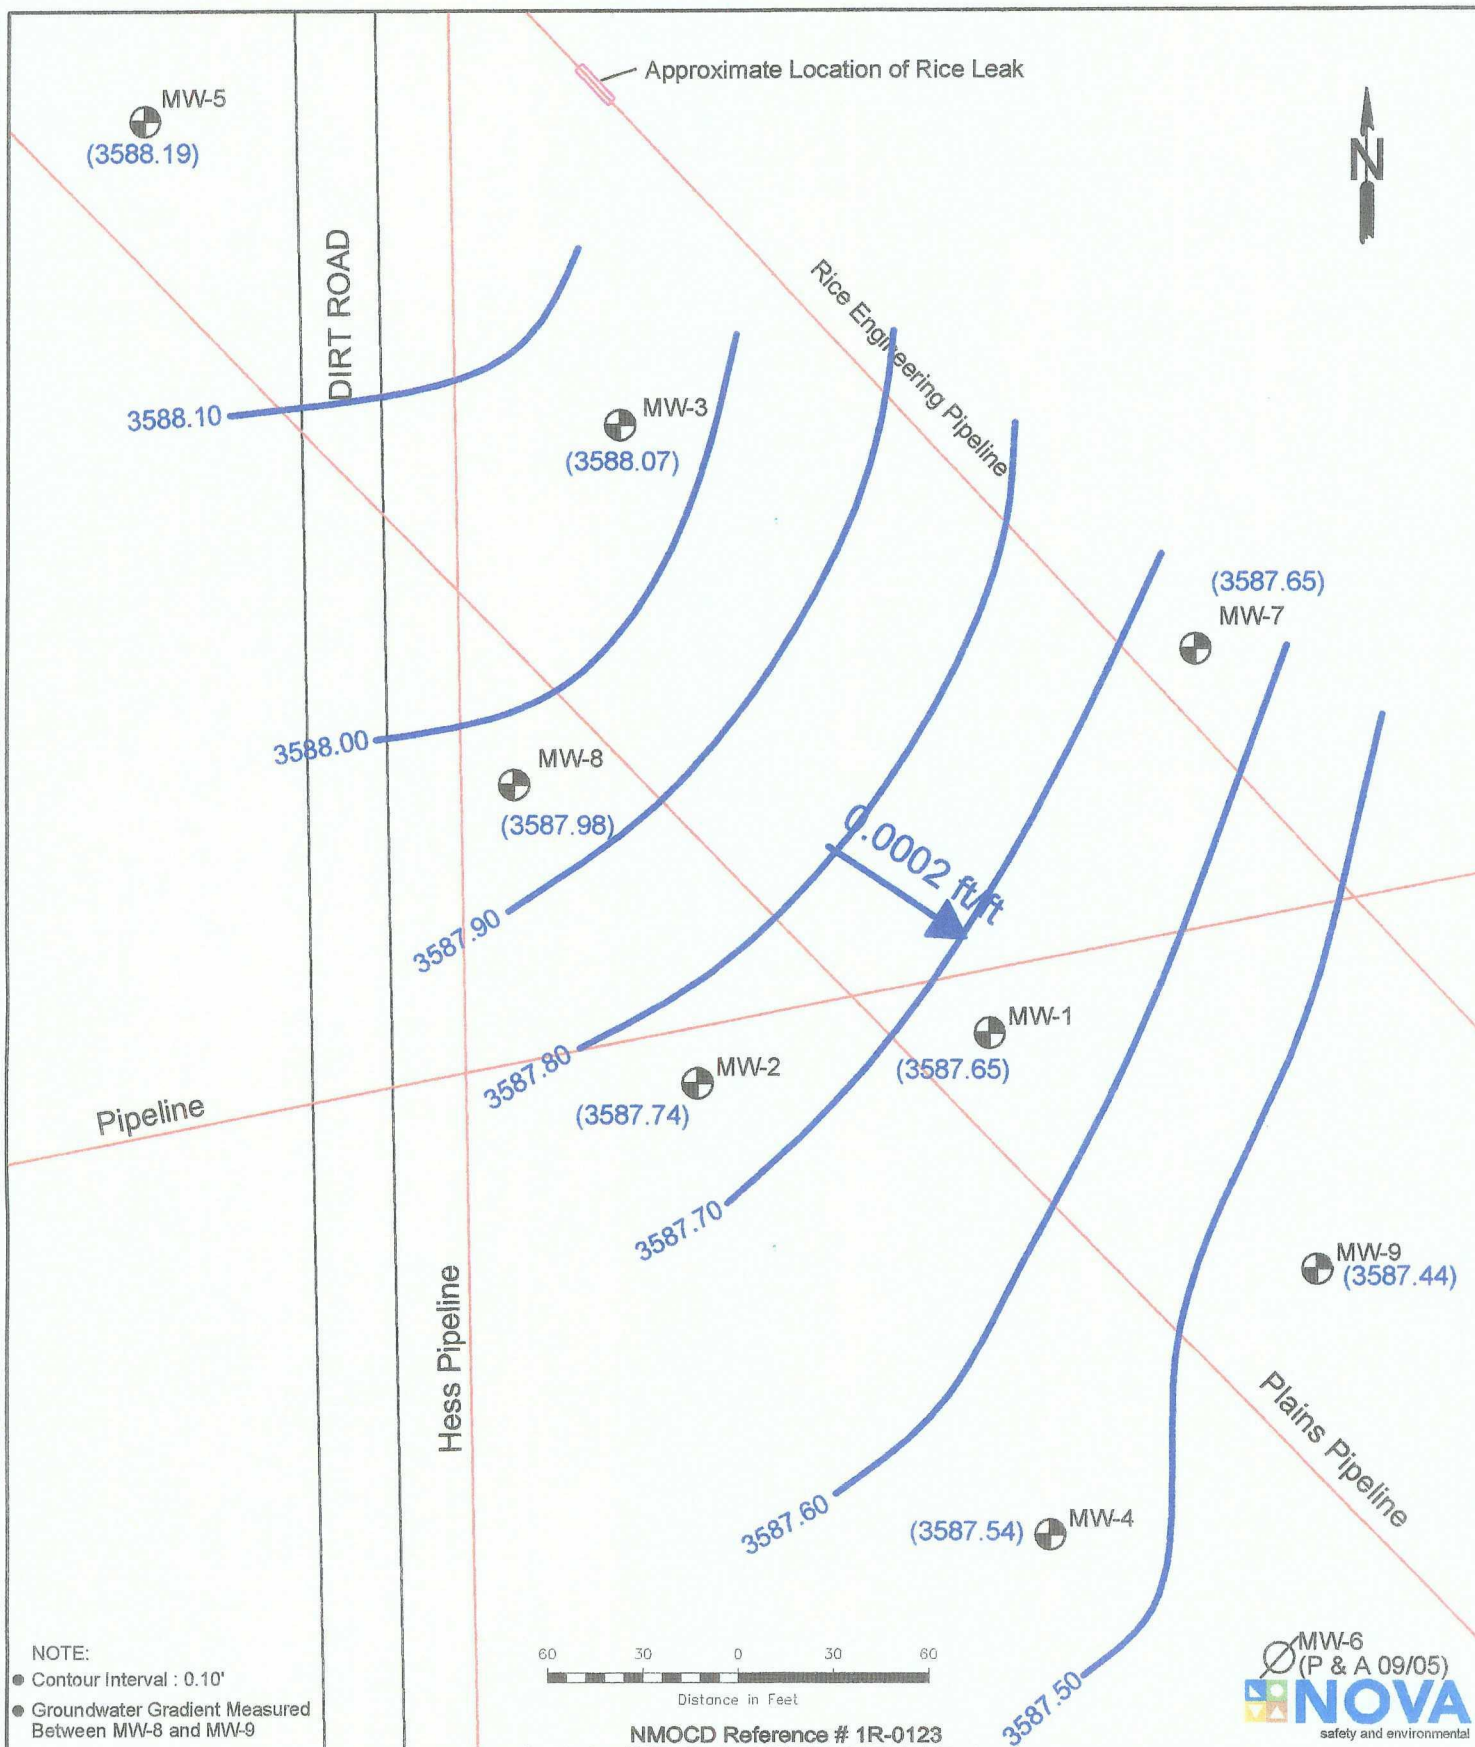 Approximate Location of Rice Leak
MW-5
(3588.19)
N
DIRT ROAD
Rice Engineering Pipeline
3588.10
MW-3
(3588.07)
(3587.65)
MW-7
3588.00
MW-8
(3587.98)
0.0002 ft/ft
3587.90
MW-1
(3587.65)
3587.80
MW-2
(3587.74)
Pipeline
3587.70
MW-9
(3587.44)
Hess Pipeline
Plains Pipeline
3587.60
MW-4
(3587.54)
3587.50
MW-6
(P & A 09/05)
NOTE:
● Contour Interval : 0.10'
● Groundwater Gradient Measured
Between MW-8 and MW-9
60 30 0 30 60
Distance in Feet
NMOCD Reference # 1R-0123
NOVA
safety and environmental